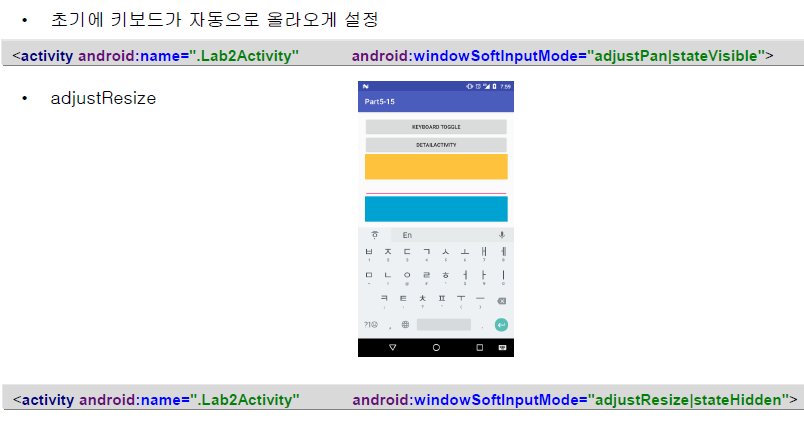 • 초기에 키보드가 자동으로 올라오게 설정
<activity android:name=".Lab2Activity" android:windowSoftInputMode="adjustPan|stateVisible">
• adjustResize
7:59
Part5-15
KEYBOARD TOGGLE
DETAILACTIVITY
En
ㅂ ㅈ ㄷ ㄱ ㅅ ㅗ ㅐ ㅔ
ㅁ ㄴ ㅇ ㄹ ㅎ ㅓ ㅏ ㅣ
ㅋ ㅌ ㅊ ㅍ ㅜ ㅡ
?1☺ , .
<activity android:name=".Lab2Activity" android:windowSoftInputMode="adjustResize|stateHidden">